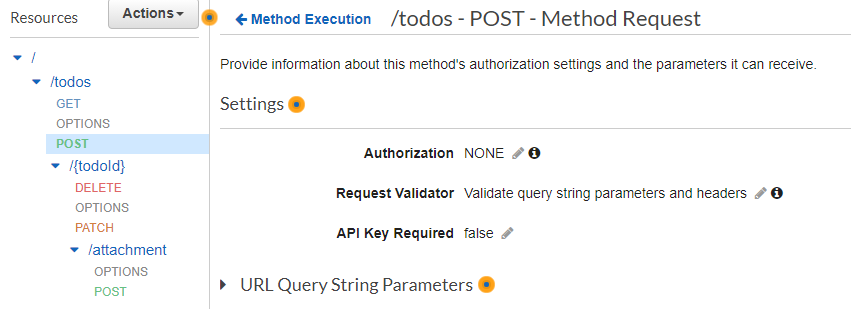 Resources
Actions
Method Execution
/todos - POST - Method Request
Provide information about this method's authorization settings and the parameters it can receive.
/
/todos
GET
OPTIONS
POST
/{todoId}
DELETE
OPTIONS
PATCH
/attachment
OPTIONS
POST
Settings
Authorization NONE
Request Validator Validate query string parameters and headers
API Key Required false
URL Query String Parameters